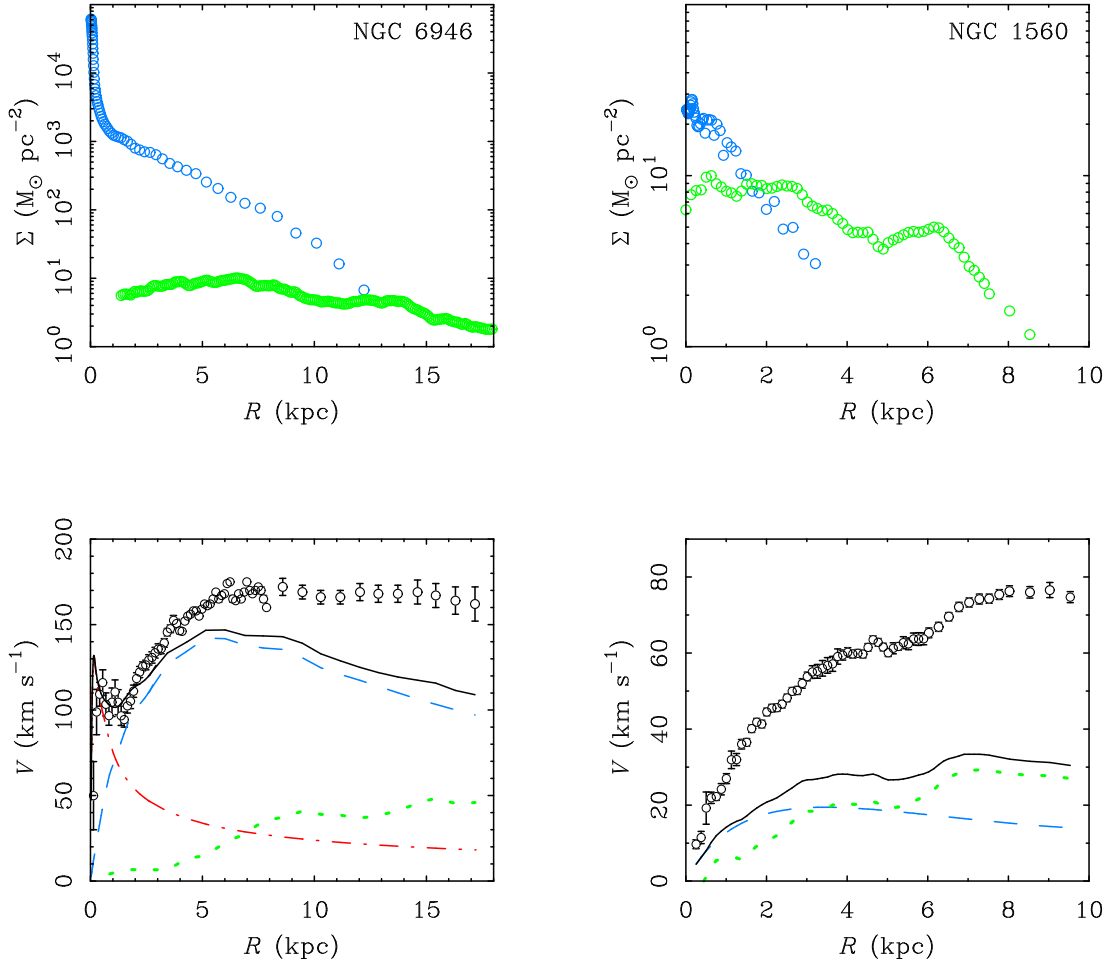 NGC 6946
Σ (M⊙ pc⁻²)
10⁰ 10¹ 10² 10³ 10⁴
0 5 10 15
R (kpc)
NGC 1560
Σ (M⊙ pc⁻²)
10⁰ 10¹
0 2 4 6 8 10
R (kpc)
V (km s⁻¹)
0 50 100 150 200
0 5 10 15
R (kpc)
V (km s⁻¹)
0 20 40 60 80
0 2 4 6 8 10
R (kpc)